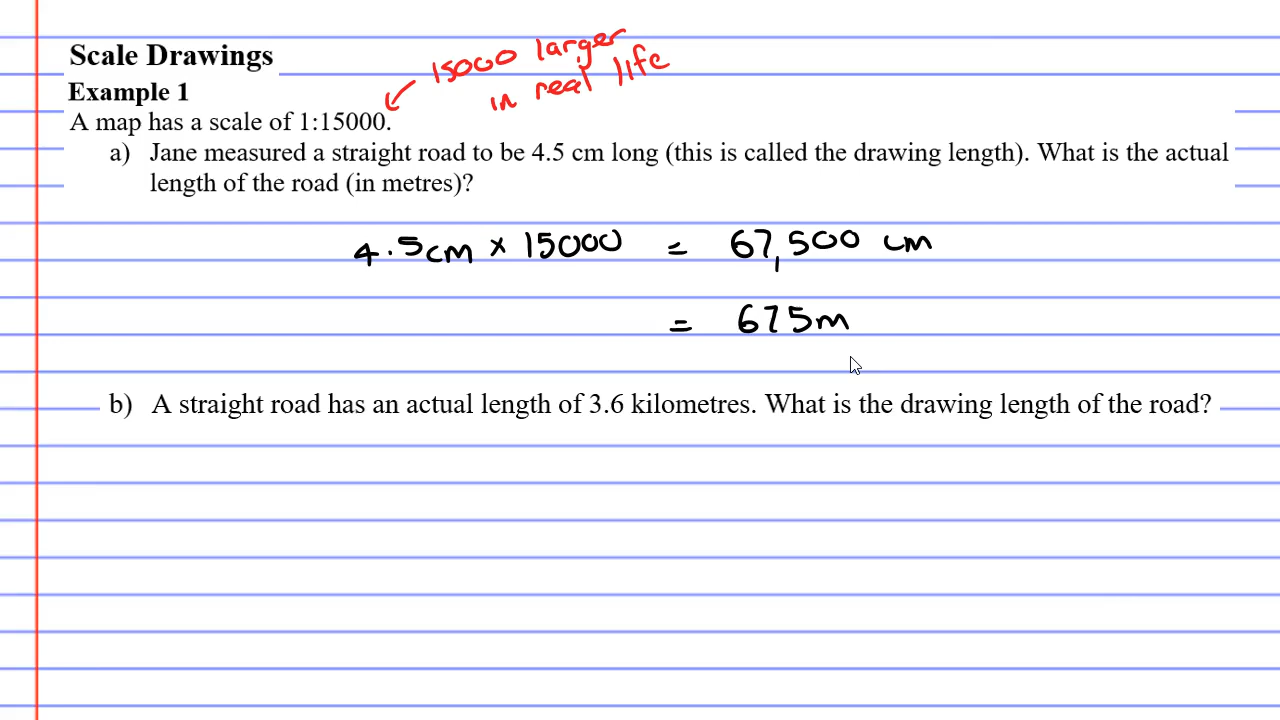 Scale Drawings
15000 larger
in real life
Example 1
A map has a scale of 1:15000.
a) Jane measured a straight road to be 4.5 cm long (this is called the drawing length). What is the actual
length of the road (in metres)?
4.5cm × 15000 = 67,500 cm
= 675m
b) A straight road has an actual length of 3.6 kilometres. What is the drawing length of the road?